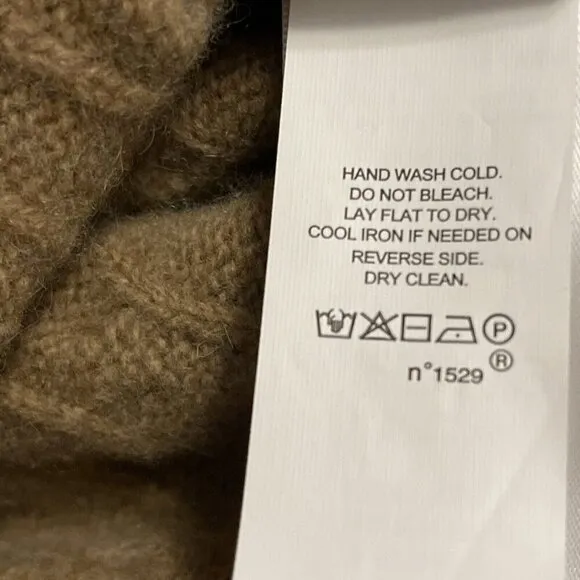 HAND WASH COLD.
DO NOT BLEACH.
LAY FLAT TO DRY.
COOL IRON IF NEEDED ON
REVERSE SIDE.
DRY CLEAN.
P
n°1529 ®